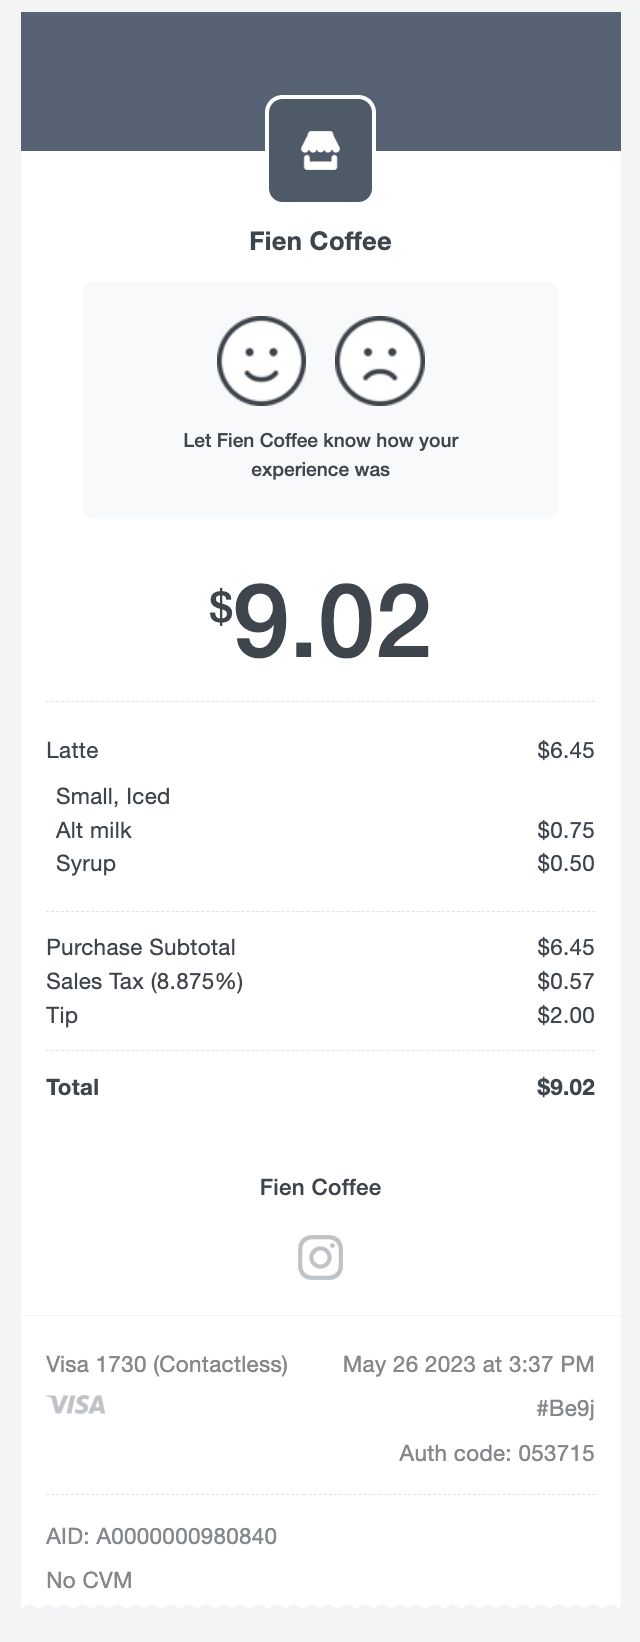 Fien Coffee
Let Fien Coffee know how your
experience was
$9.02
Latte $6.45
Small, Iced
Alt milk $0.75
Syrup $0.50
Purchase Subtotal $6.45
Sales Tax (8.875%) $0.57
Tip $2.00
Total $9.02
Fien Coffee
Visa 1730 (Contactless) May 26 2023 at 3:37 PM
VISA #Be9j
Auth code: 053715
AID: A0000000980840
No CVM